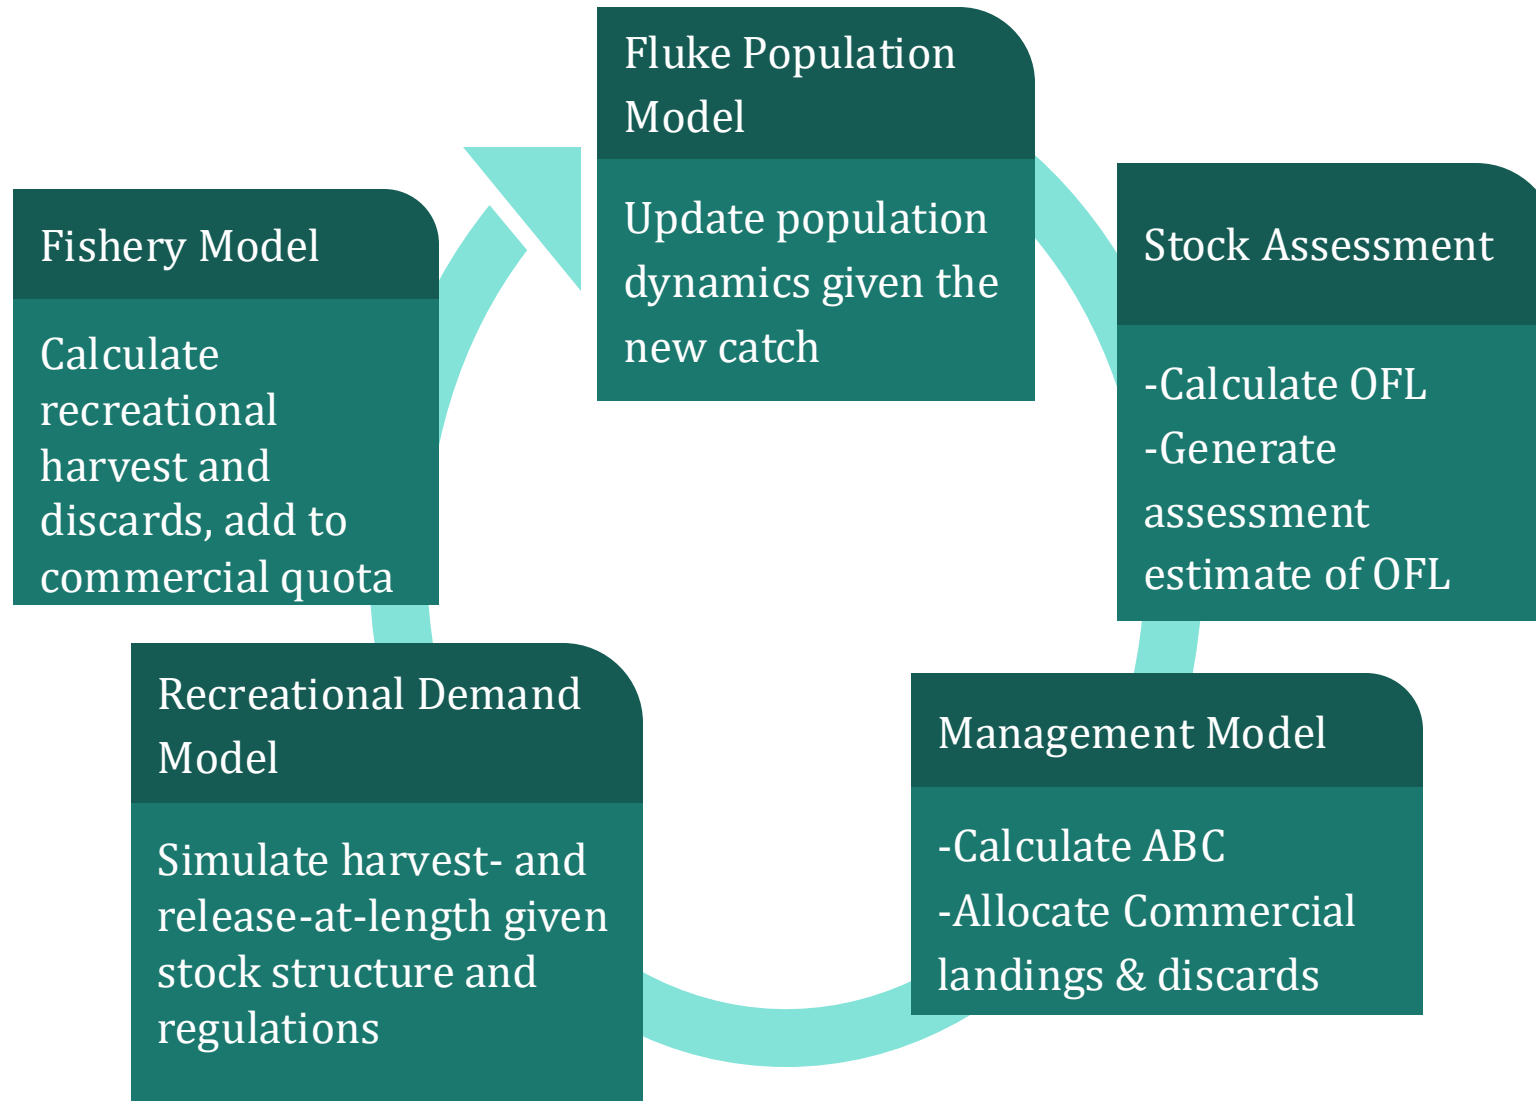 Fluke Population
Model
Update population
dynamics given the
new catch
Stock Assessment
-Calculate OFL
-Generate
assessment
estimate of OFL
Management Model
-Calculate ABC
-Allocate Commercial
landings & discards
Recreational Demand
Model
Simulate harvest- and
release-at-length given
stock structure and
regulations
Fishery Model
Calculate
recreational
harvest and
discards, add to
commercial quota